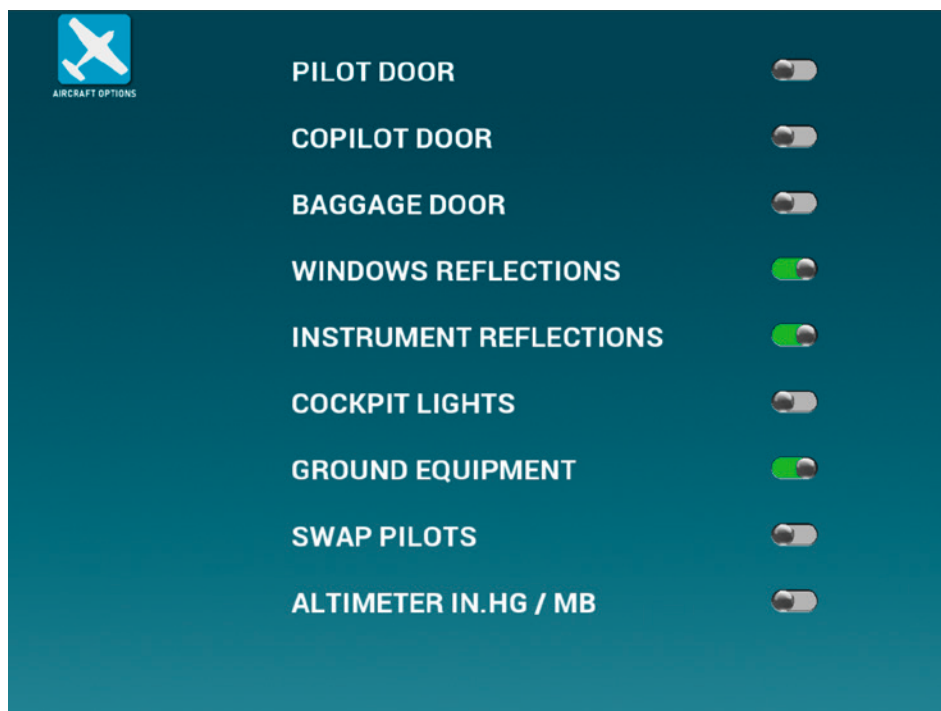 AIRCRAFT OPTIONS
PILOT DOOR
COPILOT DOOR
BAGGAGE DOOR
WINDOWS REFLECTIONS
INSTRUMENT REFLECTIONS
COCKPIT LIGHTS
GROUND EQUIPMENT
SWAP PILOTS
ALTIMETER IN.HG / MB